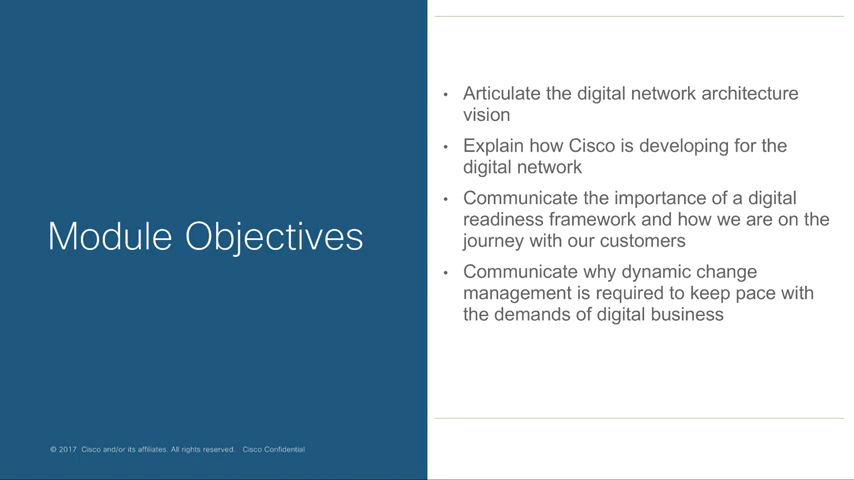 Module Objectives
• Articulate the digital network architecture
vision
• Explain how Cisco is developing for the
digital network
• Communicate the importance of a digital
readiness framework and how we are on the
journey with our customers
• Communicate why dynamic change
management is required to keep pace with
the demands of digital business
© 2017 Cisco and/or its affiliates. All rights reserved. Cisco Confidential